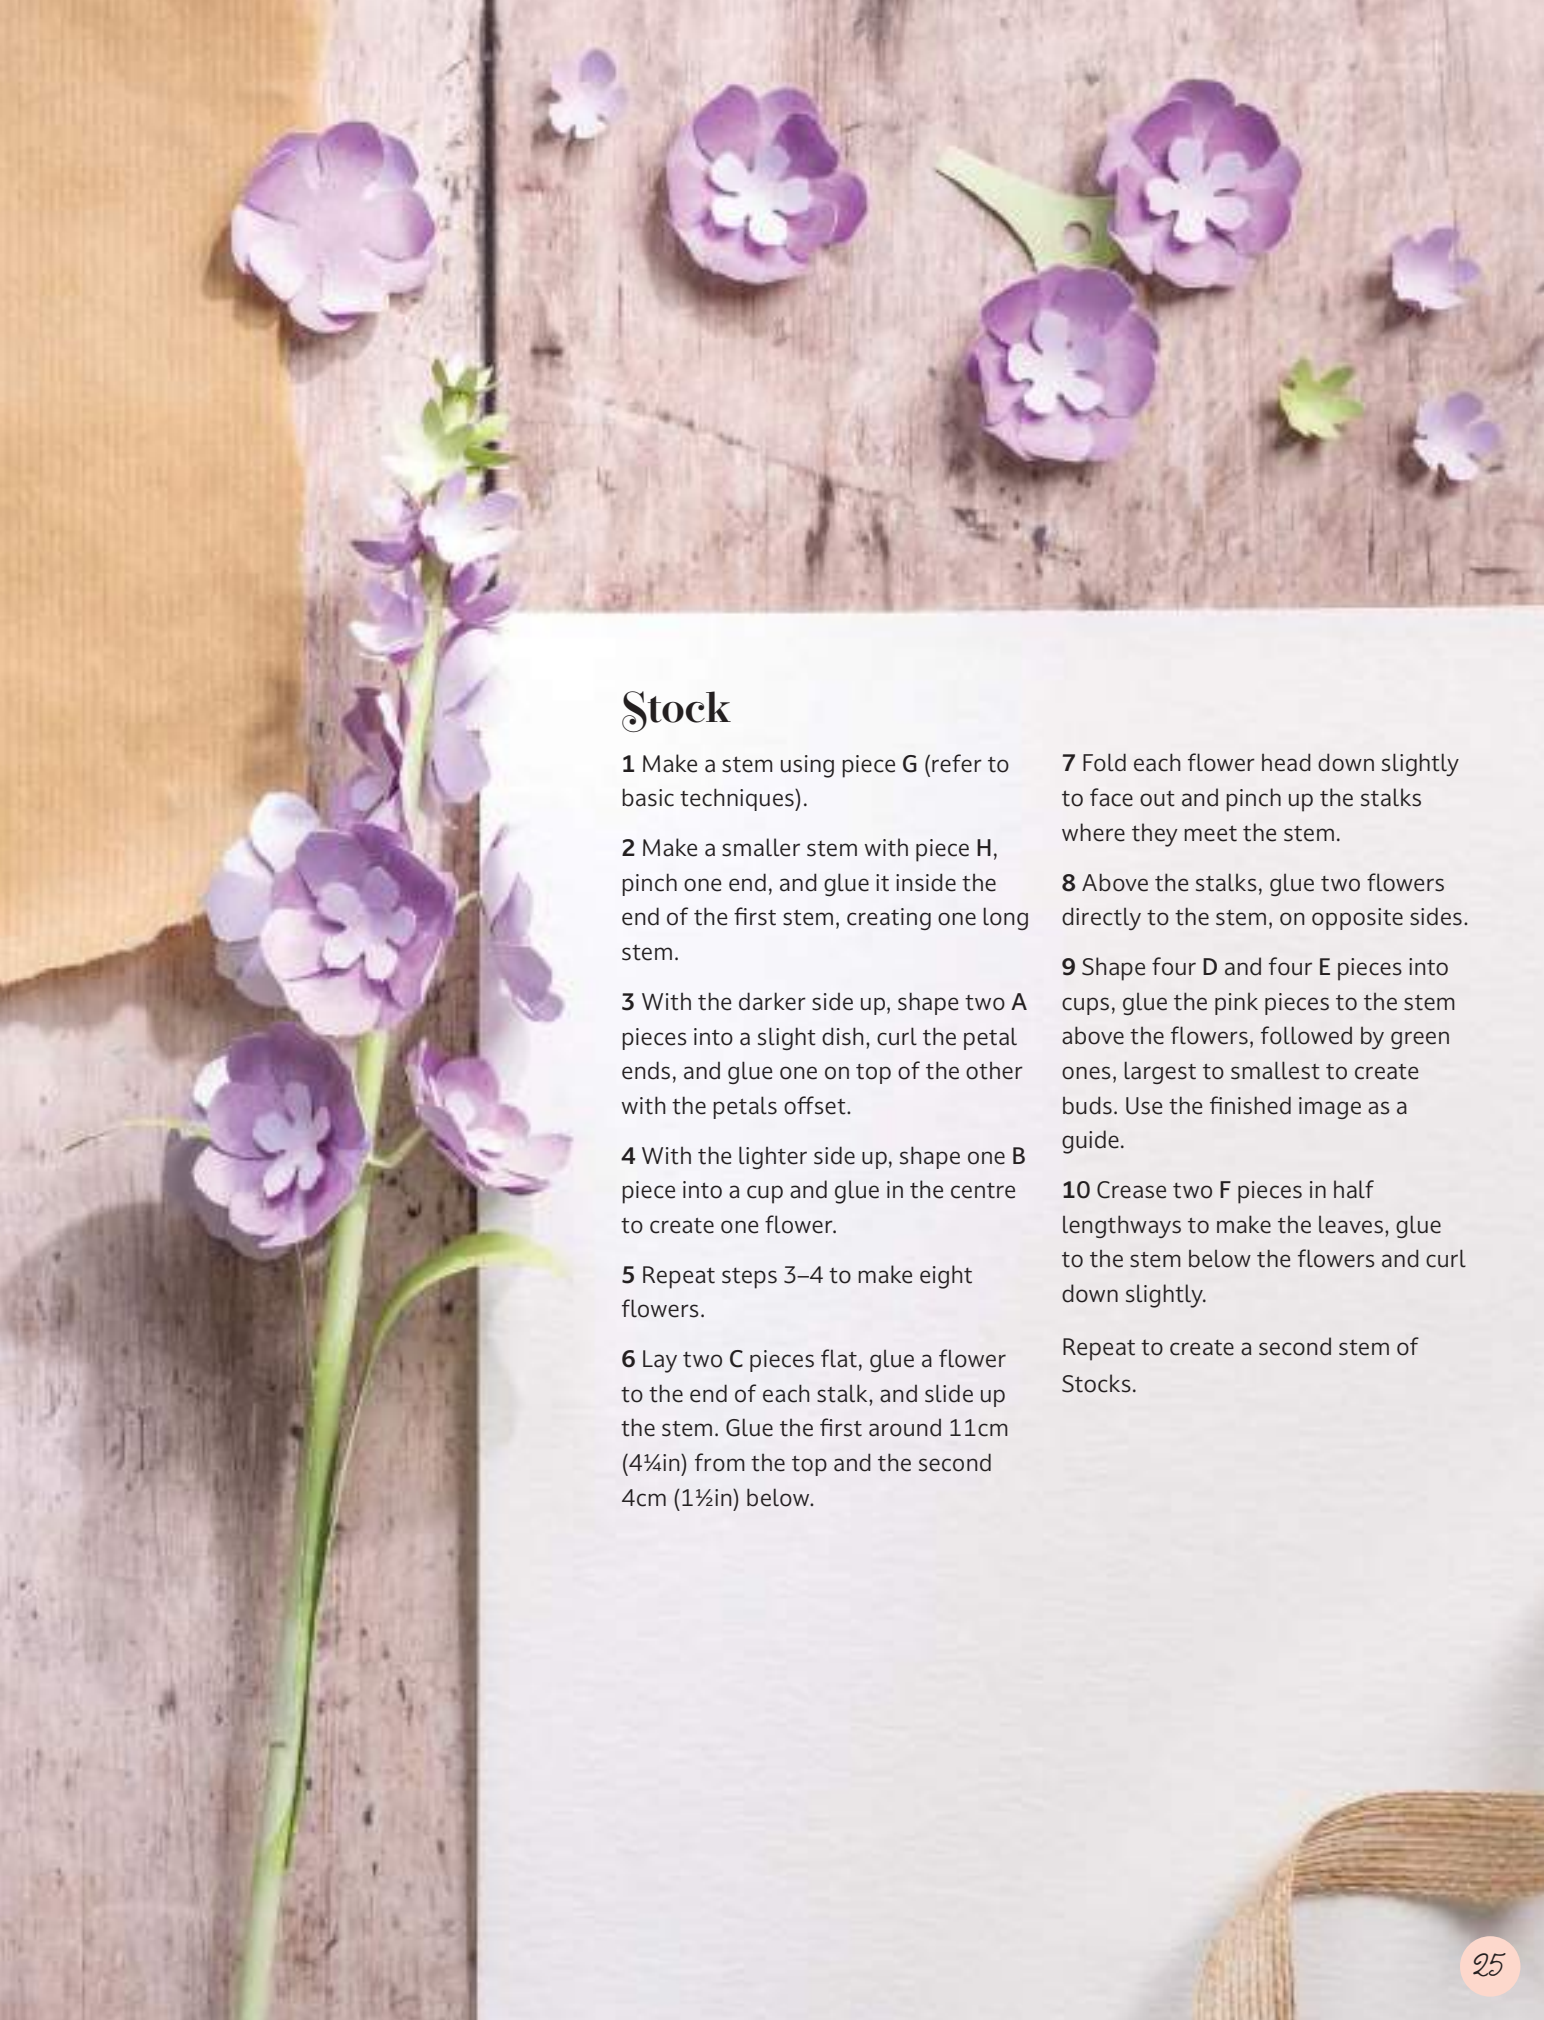 Stock
1 Make a stem using piece G (refer to
basic techniques).
2 Make a smaller stem with piece H,
pinch one end, and glue it inside the
end of the first stem, creating one long
stem.
3 With the darker side up, shape two A
pieces into a slight dish, curl the petal
ends, and glue one on top of the other
with the petals offset.
4 With the lighter side up, shape one B
piece into a cup and glue in the centre
to create one flower.
5 Repeat steps 3–4 to make eight
flowers.
6 Lay two C pieces flat, glue a flower
to the end of each stalk, and slide up
the stem. Glue the first around 11cm
(4¼in) from the top and the second
4cm (1½in) below.
7 Fold each flower head down slightly
to face out and pinch up the stalks
where they meet the stem.
8 Above the stalks, glue two flowers
directly to the stem, on opposite sides.
9 Shape four D and four E pieces into
cups, glue the pink pieces to the stem
above the flowers, followed by green
ones, largest to smallest to create
buds. Use the finished image as a
guide.
10 Crease two F pieces in half
lengthways to make the leaves, glue
to the stem below the flowers and curl
down slightly.
Repeat to create a second stem of
Stocks.
25